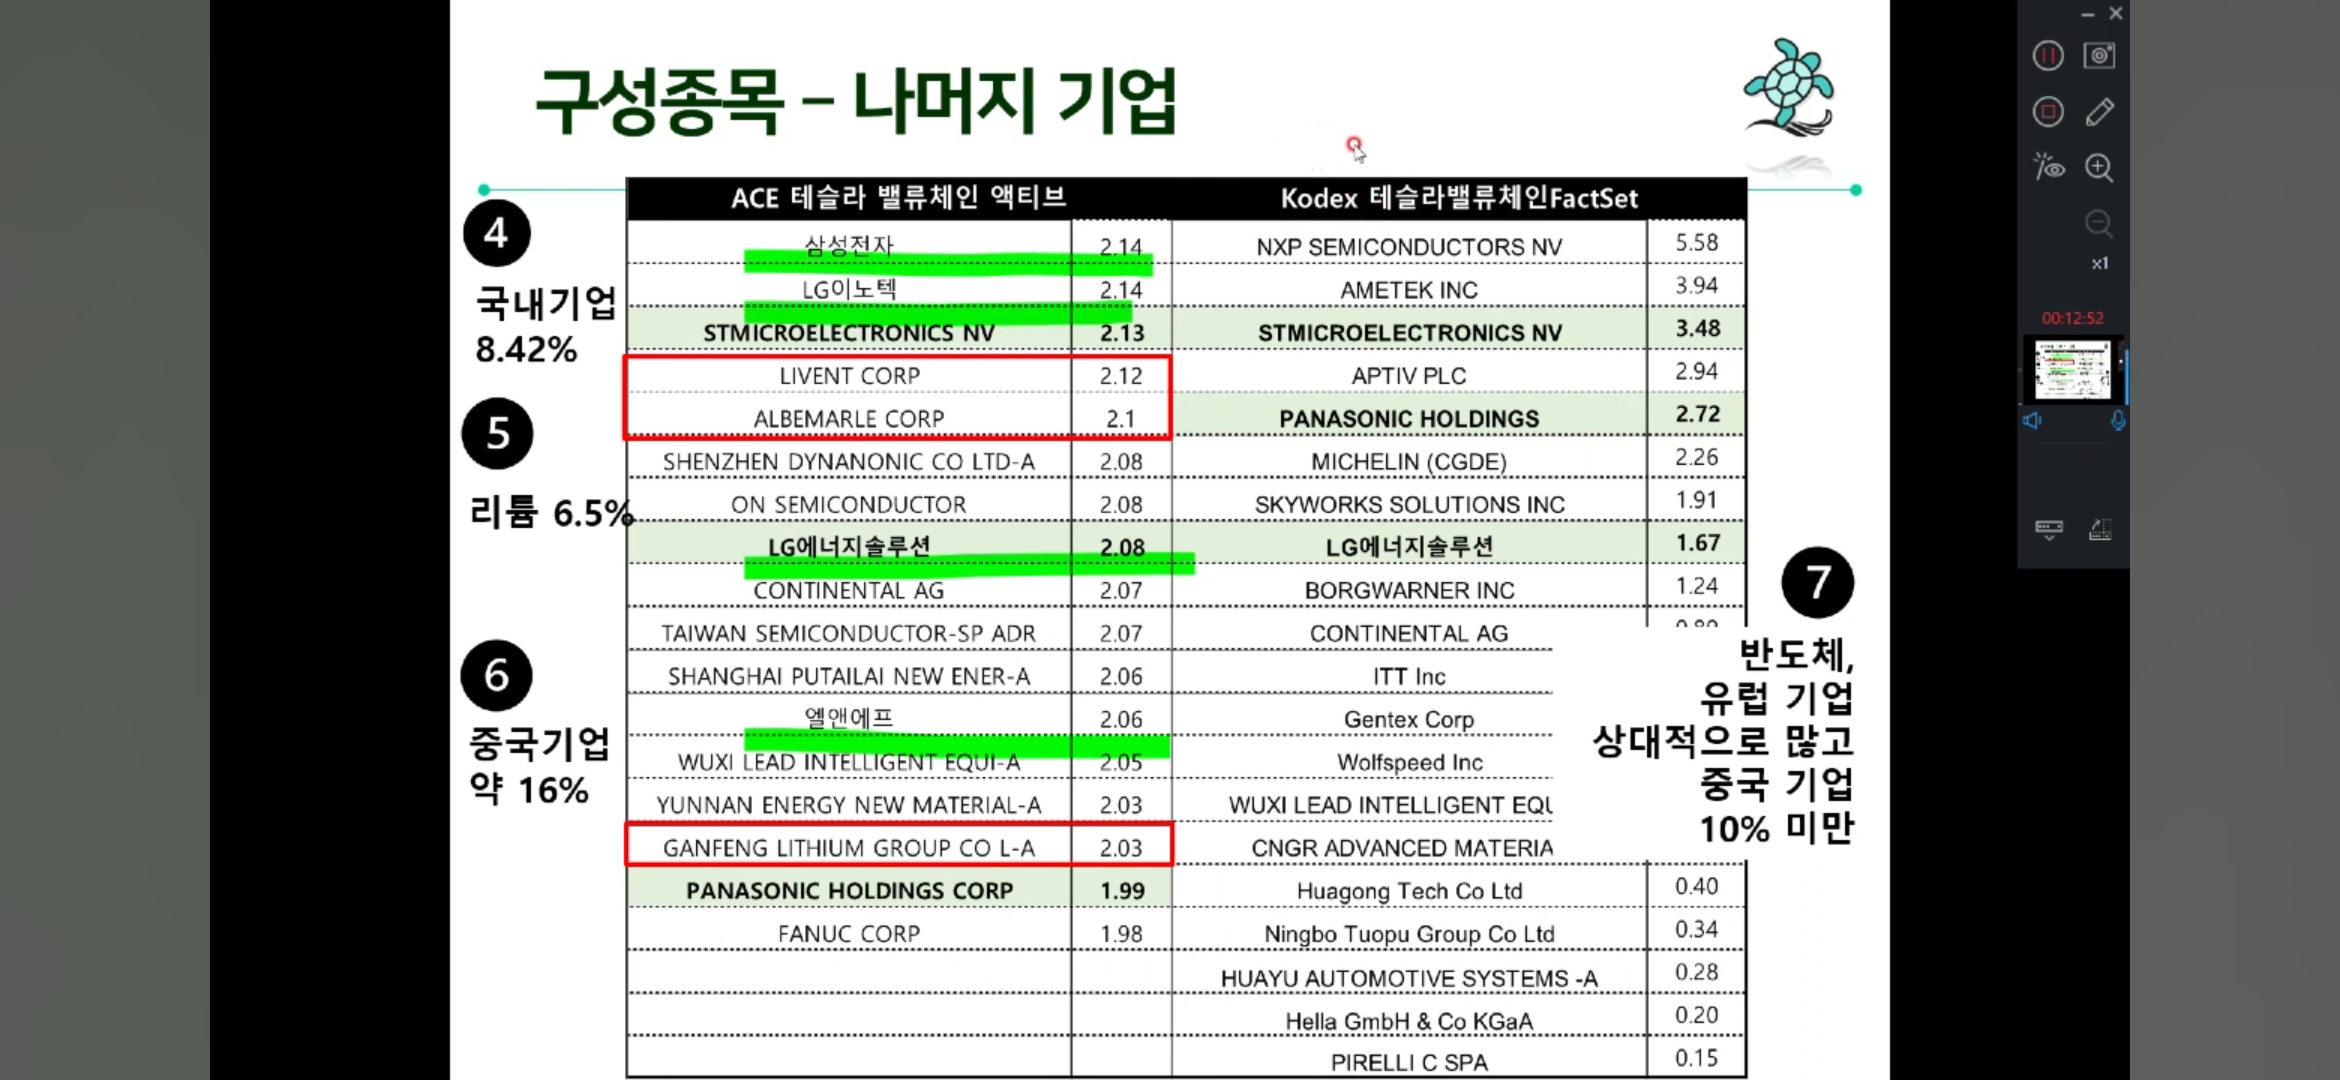 구성종목 – 나머지 기업
ACE 테슬라 밸류체인 액티브 Kodex 테슬라밸류체인FactSet
4
국내기업
8.42%
5
리튬 6.5%
6
중국기업
약 16%
삼성전자 2.14 NXP SEMICONDUCTORS NV 5.58
LG이노텍 2.14 AMETEK INC 3.94
STMICROELECTRONICS NV 2.13 STMICROELECTRONICS NV 3.48
LIVENT CORP 2.12 APTIV PLC 2.94
ALBEMARLE CORP 2.1 PANASONIC HOLDINGS 2.72
SHENZHEN DYNANONIC CO LTD-A 2.08 MICHELIN (CGDE) 2.26
ON SEMICONDUCTOR 2.08 SKYWORKS SOLUTIONS INC 1.91
LG에너지솔루션 2.08 LG에너지솔루션 1.67
CONTINENTAL AG 2.07 BORGWARNER INC 1.24
TAIWAN SEMICONDUCTOR-SP ADR 2.07 CONTINENTAL AG
SHANGHAI PUTAILAI NEW ENER-A 2.06 ITT Inc
엘앤에프 2.06 Gentex Corp
WUXI LEAD INTELLIGENT EQUI-A 2.05 Wolfspeed Inc
YUNNAN ENERGY NEW MATERIAL-A 2.03 WUXI LEAD INTELLIGENT
GANFENG LITHIUM GROUP CO L-A 2.03 CNGR ADVANCED MATERIA
PANASONIC HOLDINGS CORP 1.99 Huagong Tech Co Ltd 0.40
FANUC CORP 1.98 Ningbo Tuopu Group Co Ltd 0.34
HUAYU AUTOMOTIVE SYSTEMS -A 0.28
Hella GmbH & Co KGaA 0.20
PIRELLI C SPA 0.15
7
반도체,
유럽 기업
상대적으로 많고
중국 기업
10% 미만
x1
00:12:52